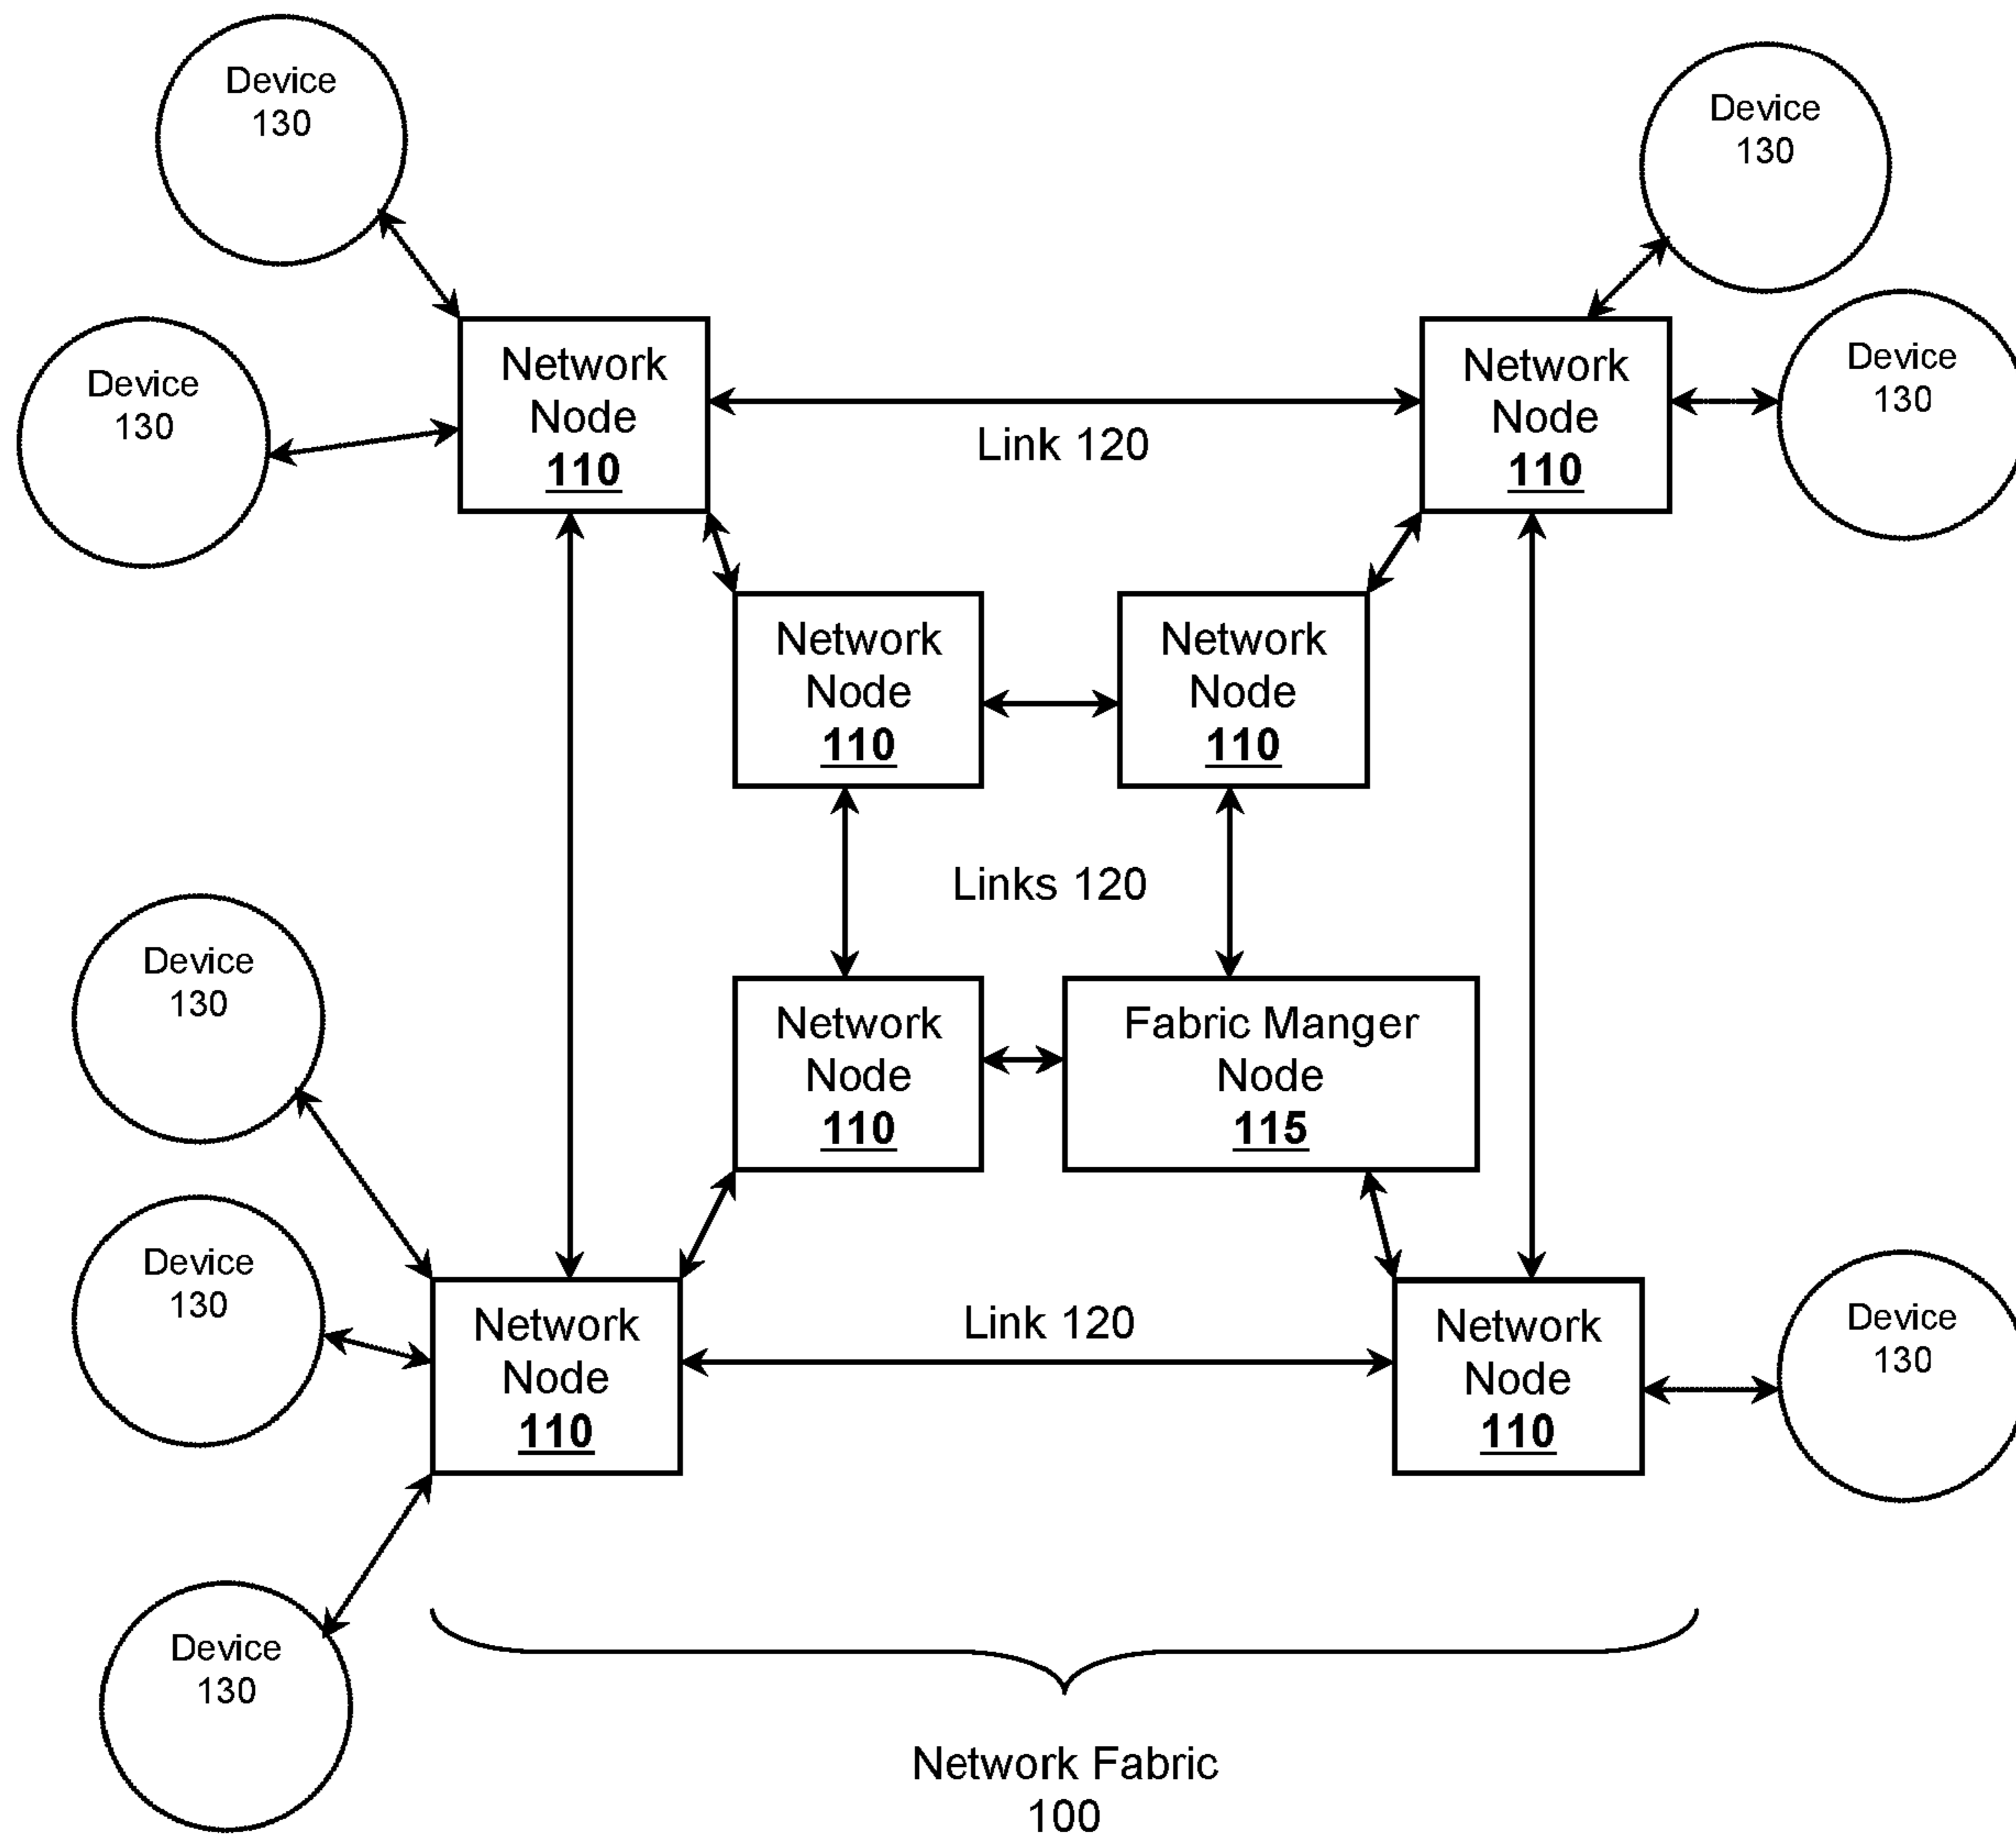 Device
130
Device
130
Device
130
Device
130
Network
Node
110
Network
Node
110
Link 120
Network
Node
110
Network
Node
110
Links 120
Device
130
Network
Node
110
Fabric Manger
Node
115
Device
130
Device
130
Network
Node
110
Link 120
Network
Node
110
Device
130
Network Fabric
100